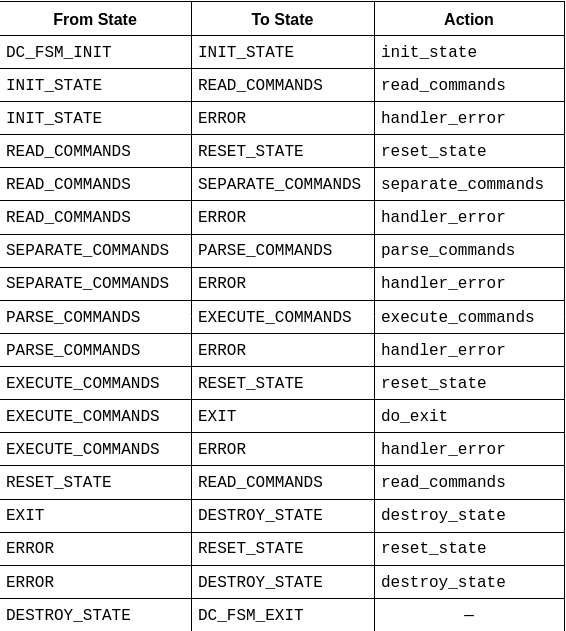 From State To State Action
DC_FSM_INIT INIT_STATE init_state
INIT_STATE READ_COMMANDS read_commands
INIT_STATE ERROR handler_error
READ_COMMANDS RESET_STATE reset_state
READ_COMMANDS SEPARATE_COMMANDS separate_commands
READ_COMMANDS ERROR handler_error
SEPARATE_COMMANDS PARSE_COMMANDS parse_commands
SEPARATE_COMMANDS ERROR handler_error
PARSE_COMMANDS EXECUTE_COMMANDS execute_commands
PARSE_COMMANDS ERROR handler_error
EXECUTE_COMMANDS RESET_STATE reset_state
EXECUTE_COMMANDS EXIT do_exit
EXECUTE_COMMANDS ERROR handler_error
RESET_STATE READ_COMMANDS read_commands
EXIT DESTROY_STATE destroy_state
ERROR RESET_STATE reset_state
ERROR DESTROY_STATE destroy_state
DESTROY_STATE DC_FSM_EXIT —